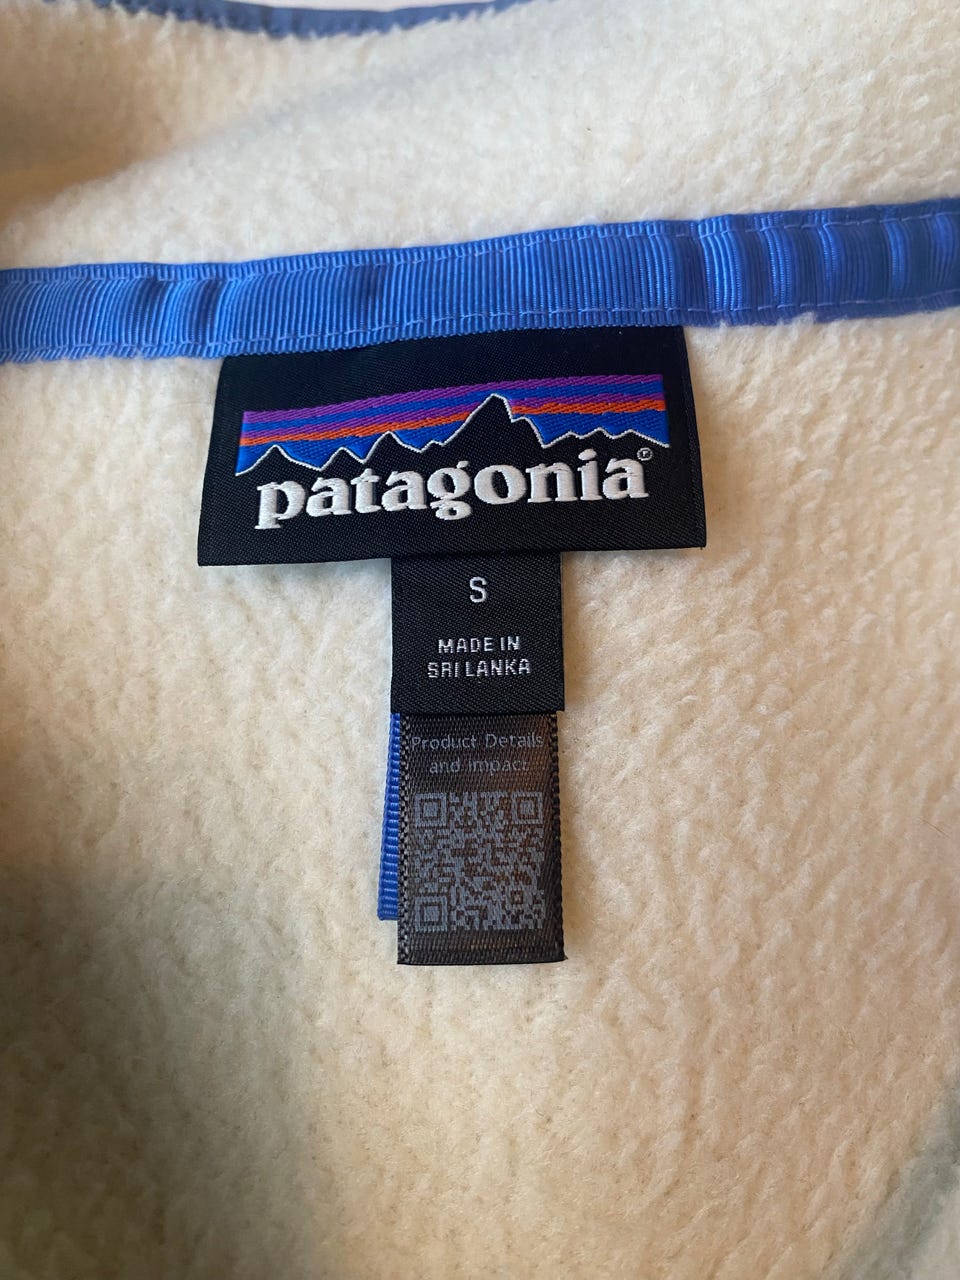 patagonia®
S
MADE IN
SRI LANKA
Product Details
and Impact